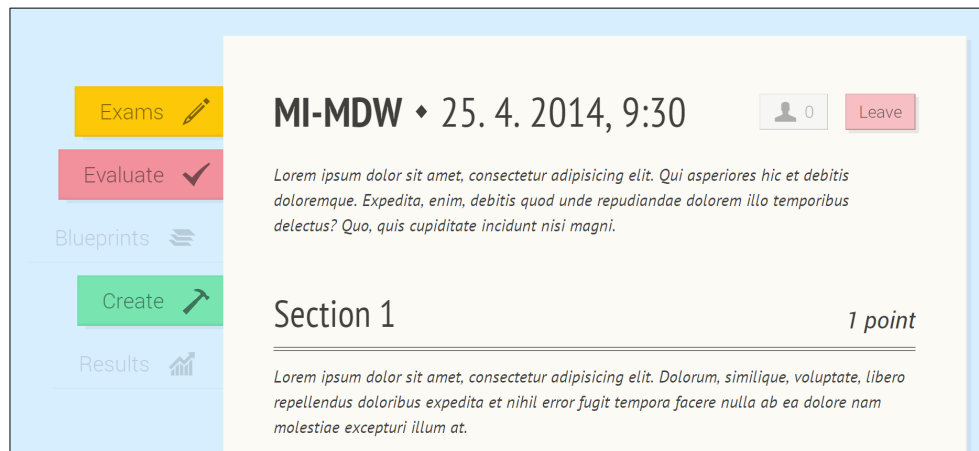 Exams
Evaluate
Blueprints
Create
Results
MI-MDW ◆ 25. 4. 2014, 9:30
0
Leave
Lorem ipsum dolor sit amet, consectetur adipisicing elit. Qui asperiores hic et debitis
doloremque. Expedita, enim, debitis quod unde repudiandae dolorem illo temporibus
delectus? Quo, quis cupiditate incidunt nisi magni.
Section 1
1 point
Lorem ipsum dolor sit amet, consectetur adipisicing elit. Dolorum, similique, voluptate, libero
repellendus doloribus expedita et nihil error fugit tempora facere nulla ab ea dolore nam
molestiae excepturi illum at.